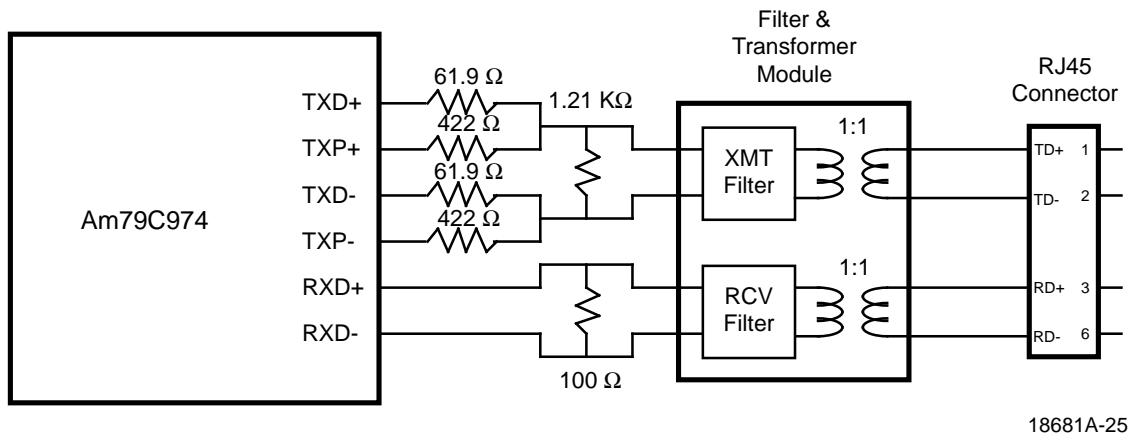 Filter &
Transformer
Module
RJ45
Connector
61.9 Ω
1.21 KΩ
TXD+
422 Ω
TXP+
61.9 Ω
TXD-
422 Ω
TXP-
RXD+
RXD-
100 Ω
Am79C974
XMT
Filter
1:1
RCV
Filter
1:1
TD+ 1
TD- 2
RD+ 3
RD- 6
18681A-25